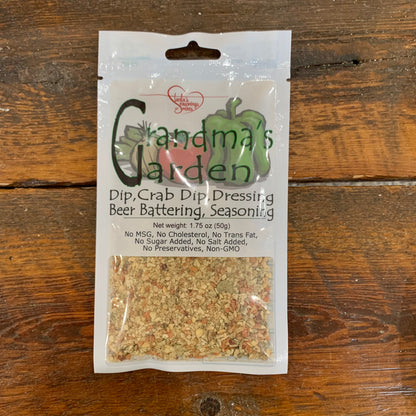 Grandma's
Garden
Dip, Crab Dip, Dressing
Beer Battering, Seasoning
Net weight: 1.75 oz (50g)
No MSG, No Cholesterol, No Trans Fat,
No Sugar Added, No Salt Added,
No Preservatives, Non-GMO